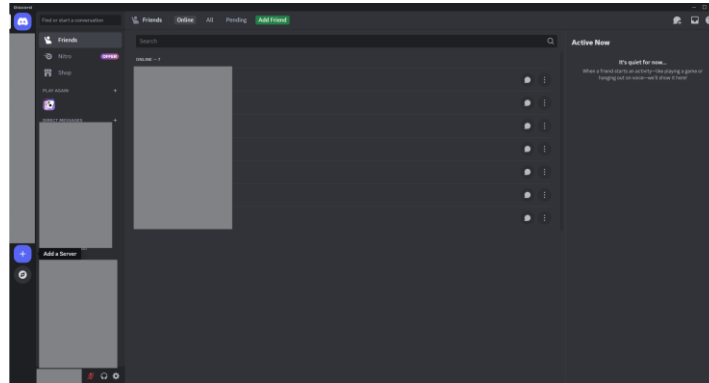 Discord
Find or start a conversation
Friends
Online
All
Pending
Add Friend
Friends
Nitro
OFFER
Shop
PLAY AGAIN
+
DIRECT MESSAGES
+
Search
ONLINE — 7
Active Now
It's quiet for now...
When a friend starts an activity—like playing a game or
hanging out on voice—we'll show it here!
Add a Server